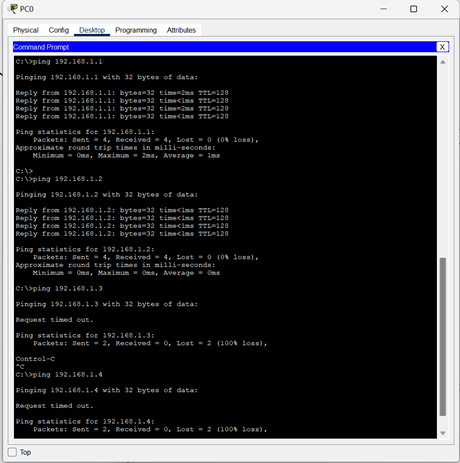 PC0
Physical Config Desktop Programming Attributes
Command Prompt X
C:\>ping 192.168.1.1
Pinging 192.168.1.1 with 32 bytes of data:
Reply from 192.168.1.1: bytes=32 time=2ms TTL=128
Reply from 192.168.1.1: bytes=32 time<1ms TTL=128
Reply from 192.168.1.1: bytes=32 time=2ms TTL=128
Reply from 192.168.1.1: bytes=32 time<1ms TTL=128
Ping statistics for 192.168.1.1:
Packets: Sent = 4, Received = 4, Lost = 0 (0% loss),
Approximate round trip times in milli-seconds:
Minimum = 0ms, Maximum = 2ms, Average = 1ms
C:\>
C:\>ping 192.168.1.2
Pinging 192.168.1.2 with 32 bytes of data:
Reply from 192.168.1.2: bytes=32 time<1ms TTL=128
Reply from 192.168.1.2: bytes=32 time<1ms TTL=128
Reply from 192.168.1.2: bytes=32 time<1ms TTL=128
Reply from 192.168.1.2: bytes=32 time<1ms TTL=128
Ping statistics for 192.168.1.2:
Packets: Sent = 4, Received = 4, Lost = 0 (0% loss),
Approximate round trip times in milli-seconds:
Minimum = 0ms, Maximum = 0ms, Average = 0ms
C:\>ping 192.168.1.3
Pinging 192.168.1.3 with 32 bytes of data:
Request timed out.
Ping statistics for 192.168.1.3:
Packets: Sent = 2, Received = 0, Lost = 2 (100% loss),
Control-C
^C
C:\>ping 192.168.1.4
Pinging 192.168.1.4 with 32 bytes of data:
Request timed out.
Ping statistics for 192.168.1.4:
Packets: Sent = 2, Received = 0, Lost = 2 (100% loss),
Top